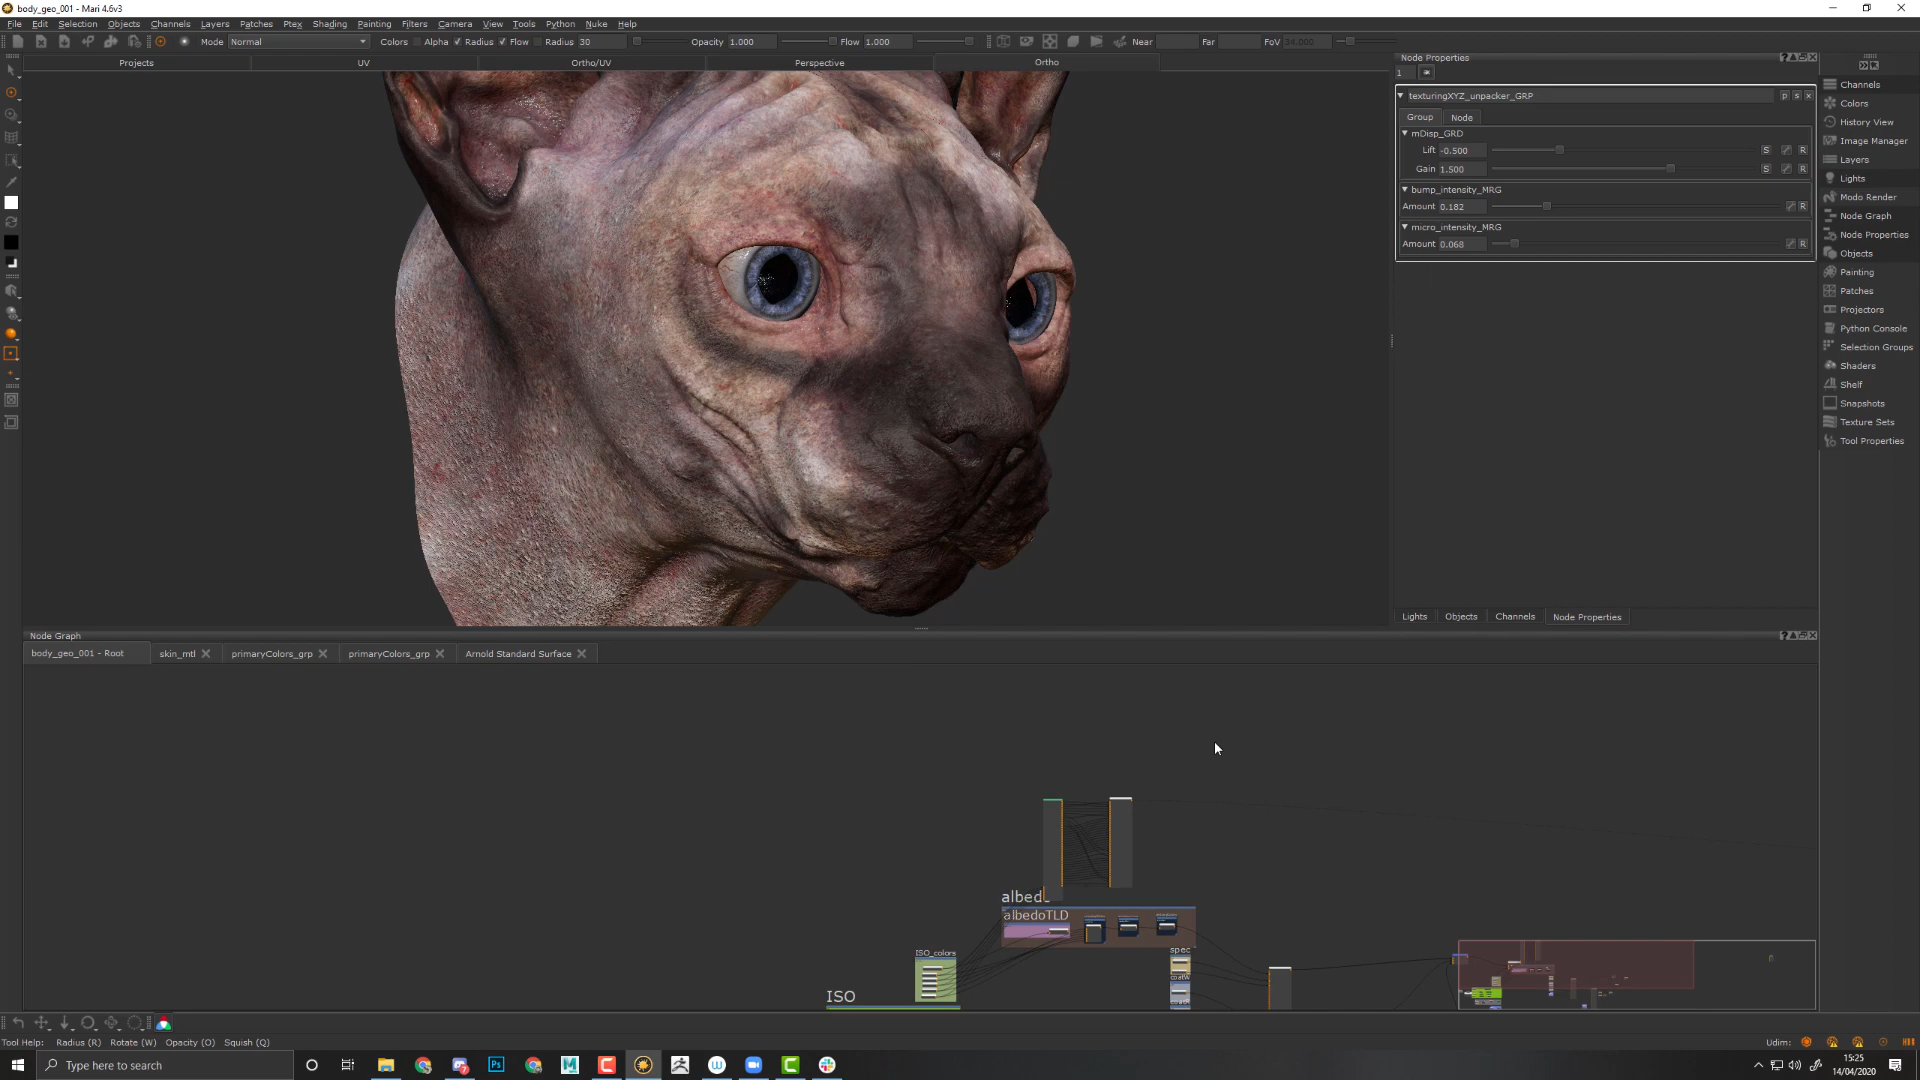 body_geo_001 - Mari 4.6v3
File Edit Selection Objects Channels Layers Patches Ptex Shading Painting Filters Camera View Tools Python Nuke Help
Mode Normal Colors Alpha Radius Flow Radius 30 Opacity 1.000 Flow 1.000 Near Far FoV 34.000
Projects UV Ortho/UV Perspective Ortho
Node Properties
1
texturingXYZ_unpacker_GRP p s x
Group Node
mDisp_GRD
Lift -0.500 S R
Gain 1.500 S R
bump_intensity_MRG
Amount 0.182 R
micro_intensity_MRG
Amount 0.068 R
Lights Objects Channels Node Properties
Channels
Colors
History View
Image Manager
Layers
Lights
Modo Render
Node Graph
Node Properties
Objects
Painting
Patches
Projectors
Python Console
Selection Groups
Shaders
Shelf
Snapshots
Texture Sets
Tool Properties
Node Graph
body_geo_001 - Root skin_mtl primaryColors_grp primaryColors_grp Arnold Standard Surface
albedo
albedoTLD
spec
coatW
coatR
ISO_colors
ISO
Tool Help: Radius (R) Rotate (W) Opacity (O) Squish (Q)
Udim:
Type here to search
15:25
14/04/2020